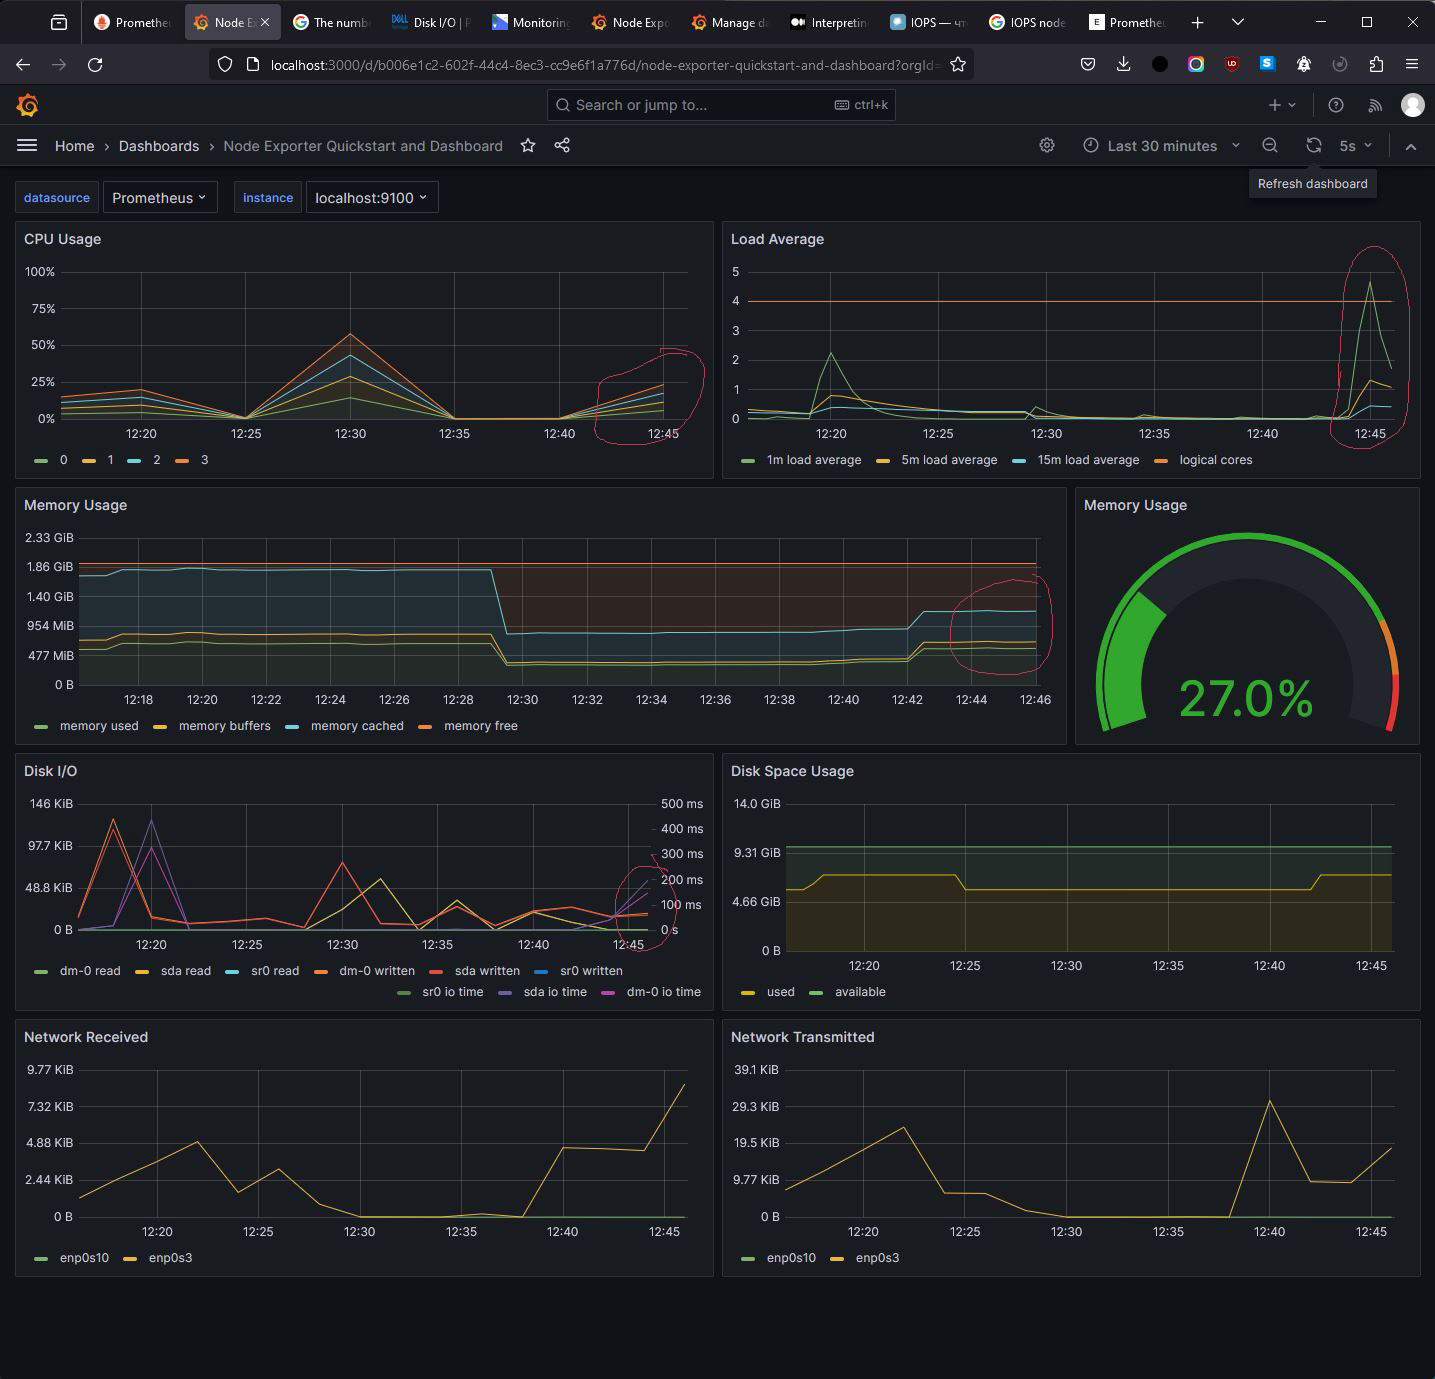 Promethe
Node Ex
The numb
Disk I/O | P
Monitoring
Node Expo
Manage da
Interpretin
IOPS — чт
IOPS node
Prometheu
localhost:3000/d/b006e1c2-602f-44c4-8ec3-cc9e6f1a776d/node-exporter-quickstart-and-dashboard?orgId=
Search or jump to... ctrl+k
Home › Dashboards › Node Exporter Quickstart and Dashboard
Last 30 minutes 5s
Refresh dashboard
datasource Prometheus instance localhost:9100
CPU Usage
100%
75%
50%
25%
0%
12:20 12:25 12:30 12:35 12:40 12:45
0 1 2 3
Load Average
5
4
3
2
1
0
12:20 12:25 12:30 12:35 12:40 12:45
1m load average 5m load average 15m load average logical cores
Memory Usage
2.33 GiB
1.86 GiB
1.40 GiB
954 MiB
477 MiB
0 B
12:18 12:20 12:22 12:24 12:26 12:28 12:30 12:32 12:34 12:36 12:38 12:40 12:42 12:44 12:46
memory used memory buffers memory cached memory free
Memory Usage
27.0%
Disk I/O
146 KiB
97.7 KiB
48.8 KiB
0 B
500 ms
400 ms
300 ms
200 ms
100 ms
0 s
12:20 12:25 12:30 12:35 12:40 12:45
dm-0 read sda read sr0 read dm-0 written sda written sr0 written
sr0 io time sda io time dm-0 io time
Disk Space Usage
14.0 GiB
9.31 GiB
4.66 GiB
0 B
12:20 12:25 12:30 12:35 12:40 12:45
used available
Network Received
9.77 KiB
7.32 KiB
4.88 KiB
2.44 KiB
0 B
12:20 12:25 12:30 12:35 12:40 12:45
enp0s10 enp0s3
Network Transmitted
39.1 KiB
29.3 KiB
19.5 KiB
9.77 KiB
0 B
12:20 12:25 12:30 12:35 12:40 12:45
enp0s10 enp0s3